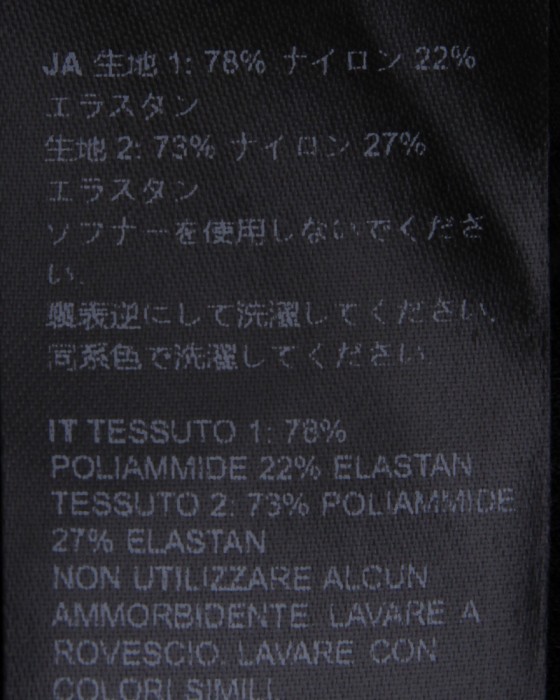 JA 生地 1: 78% ナイロン 22%
エラスタン
生地 2: 73% ナイロン 27%
エラスタン
ソフナーを使用しないでくださ
い.
裏表逆にして洗濯してください.
同系色で洗濯してください
IT TESSUTO 1: 78%
POLIAMMIDE 22% ELASTAN
TESSUTO 2: 73% POLIAMMIDE
27% ELASTAN
NON UTILIZZARE ALCUN
AMMORBIDENTE. LAVARE A
ROVESCIO. LAVARE CON
COLORI SIMILI.